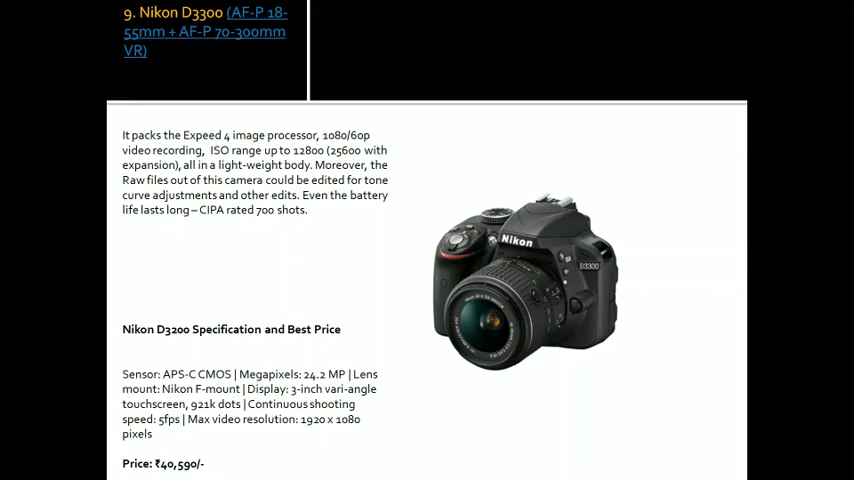 9. Nikon D3300 (AF-P 18-
55mm + AF-P 70-300mm
VR)
It packs the Expeed 4 image processor, 1080/60p
video recording, ISO range up to 12800 (25600 with
expansion), all in a light-weight body. Moreover, the
Raw files out of this camera could be edited for tone
curve adjustments and other edits. Even the battery
life lasts long – CIPA rated 700 shots.
Nikon
D3300
Nikon D3200 Specification and Best Price
Sensor: APS-C CMOS | Megapixels: 24.2 MP | Lens
mount: Nikon F-mount | Display: 3-inch vari-angle
touchscreen, 921k dots | Continuous shooting
speed: 5fps | Max video resolution: 1920 x 1080
pixels
Price: ₹40,590/-